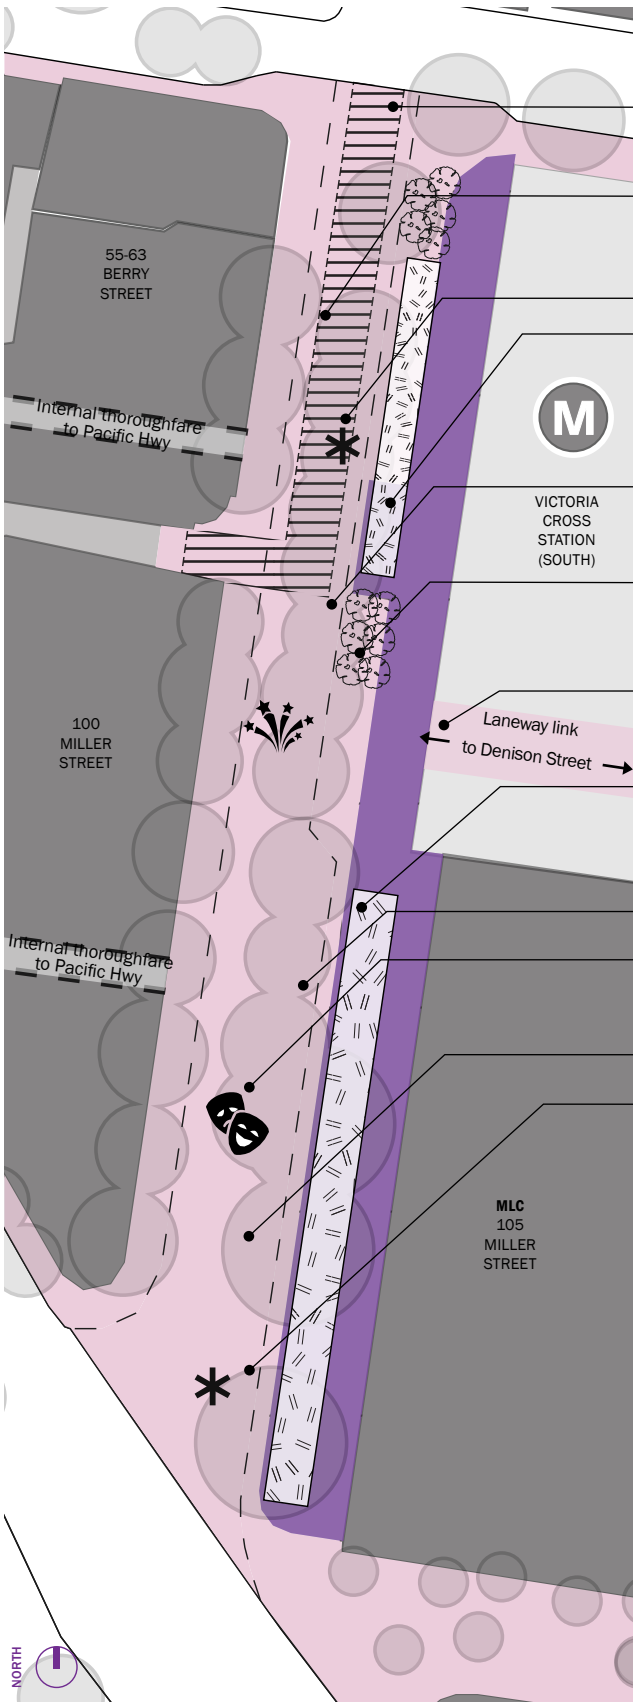 55-63
BERRY
STREET
Internal thoroughfare
to Pacific Hwy
M
VICTORIA
CROSS
STATION
(SOUTH)
100
MILLER
STREET
Laneway link
to Denison Street
Internal thoroughfare
to Pacific Hwy
MLC
105
MILLER
STREET
NORTH